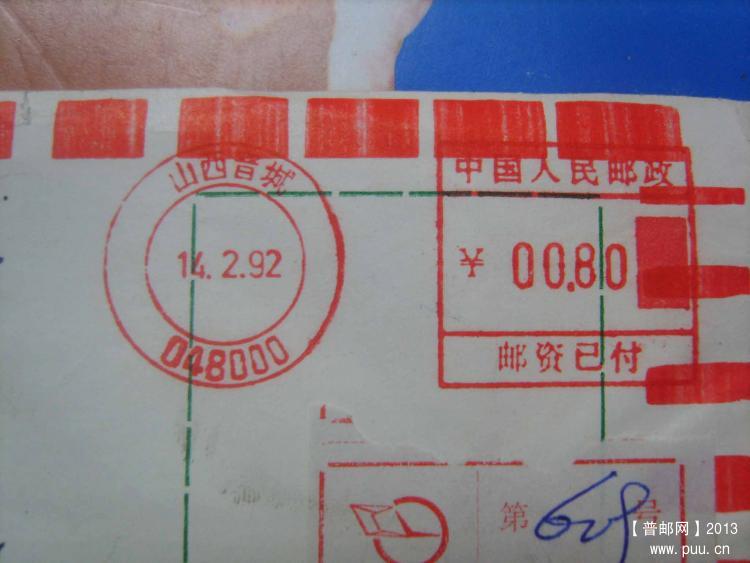 山西晋城
14.2.92
048000
中国人民邮政
¥ 00.80
邮资已付
第 609 号
【普邮网】2013
www.puu.cn